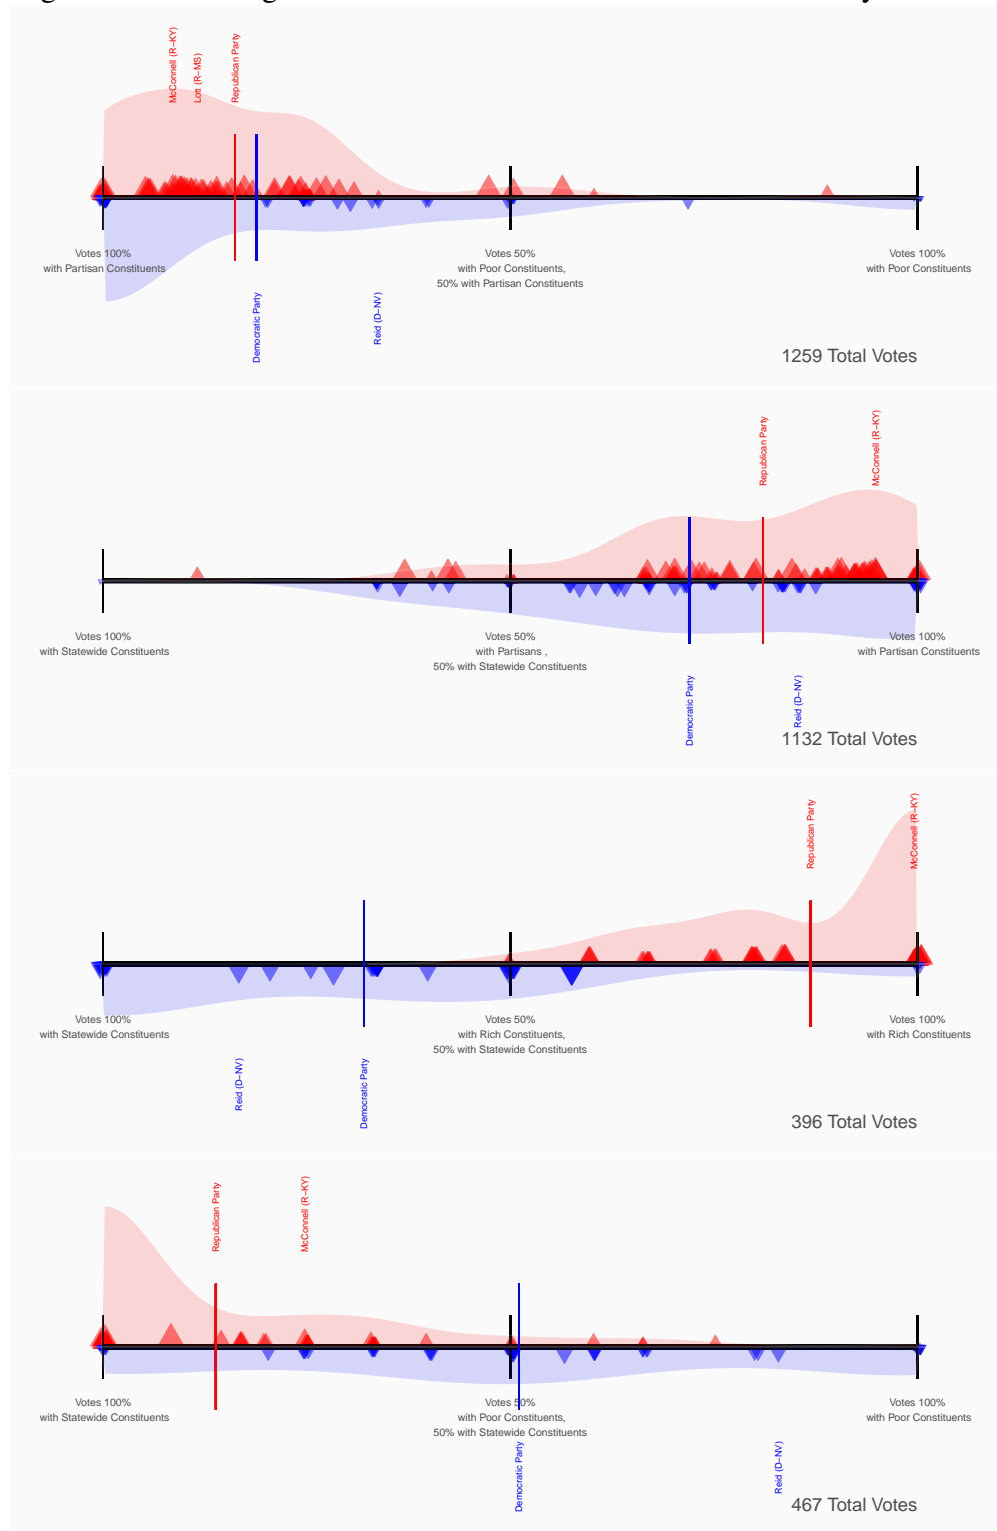 McConnell (R−KY)
Lott (R−MS)
Republican Party
Votes 100%
with Partisan Constituents
Votes 50%
with Poor Constituents,
50% with Partisan Constituents
Votes 100%
with Poor Constituents
Democratic Party
Reid (D−NV)
1259 Total Votes
Republican Party
McConnell (R−KY)
Votes 100%
with Statewide Constituents
Votes 50%
with Partisans ,
50% with Statewide Constituents
Votes 100%
with Partisan Constituents
Democratic Party
Reid (D−NV)
1132 Total Votes
Republican Party
McConnell (R−KY)
Votes 100%
with Statewide Constituents
Votes 50%
with Rich Constituents,
50% with Statewide Constituents
Votes 100%
with Rich Constituents
Reid (D−NV)
Democratic Party
396 Total Votes
Republican Party
McConnell (R−KY)
Votes 100%
with Statewide Constituents
Votes 50%
with Poor Constituents,
50% with Statewide Constituents
Votes 100%
with Poor Constituents
Democratic Party
Reid (D−NV)
467 Total Votes